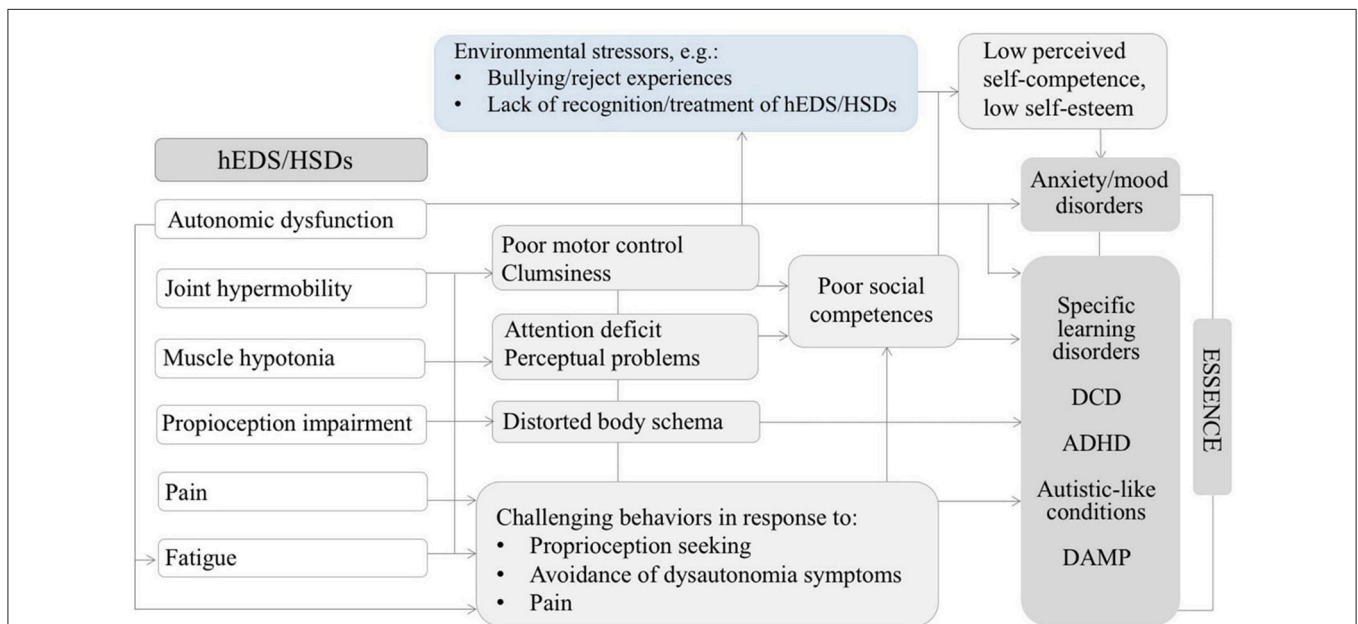 Environmental stressors, e.g.:
• Bullying/reject experiences
• Lack of recognition/treatment of hEDS/HSDs
Low perceived
self-competence,
low self-esteem
hEDS/HSDs
Anxiety/mood
disorders
Autonomic dysfunction
Joint hypermobility
Muscle hypotonia
Propioception impairment
Pain
Fatigue
Poor motor control
Clumsiness
Attention deficit
Perceptual problems
Distorted body schema
Challenging behaviors in response to:
• Proprioception seeking
• Avoidance of dysautonomia symptoms
• Pain
Poor social
competences
Specific
learning
disorders
DCD
ADHD
Autistic-like
conditions
DAMP
ESSENCE